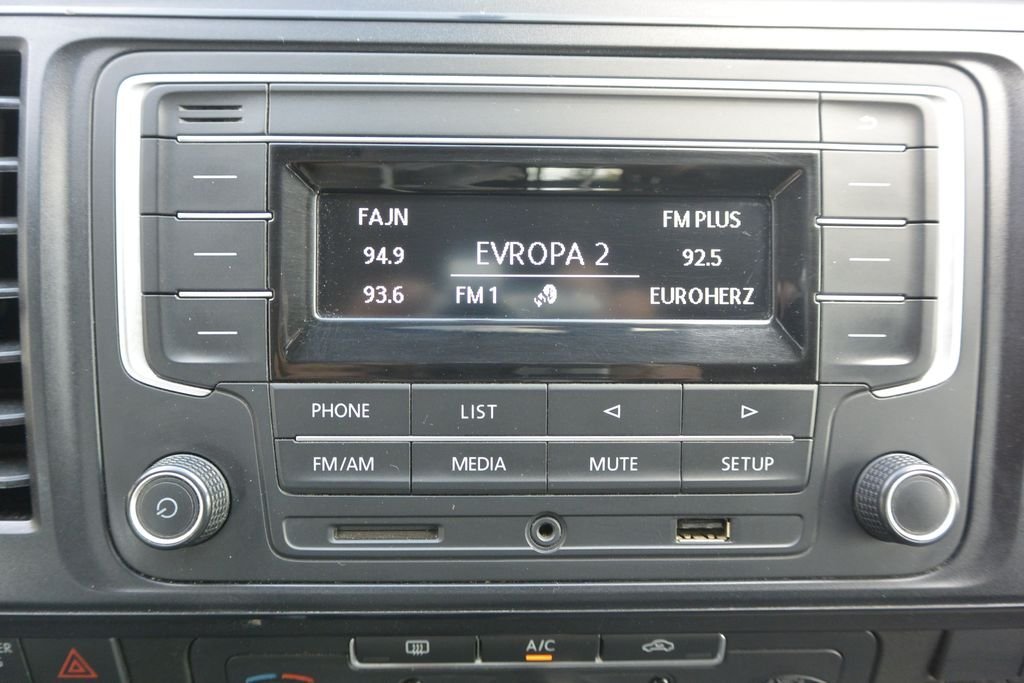 FAJN
FM PLUS
94.9
EVROPA 2
92.5
93.6
FM 1
EUROHERZ
PHONE
LIST
FM/AM
MEDIA
MUTE
SETUP
A/C